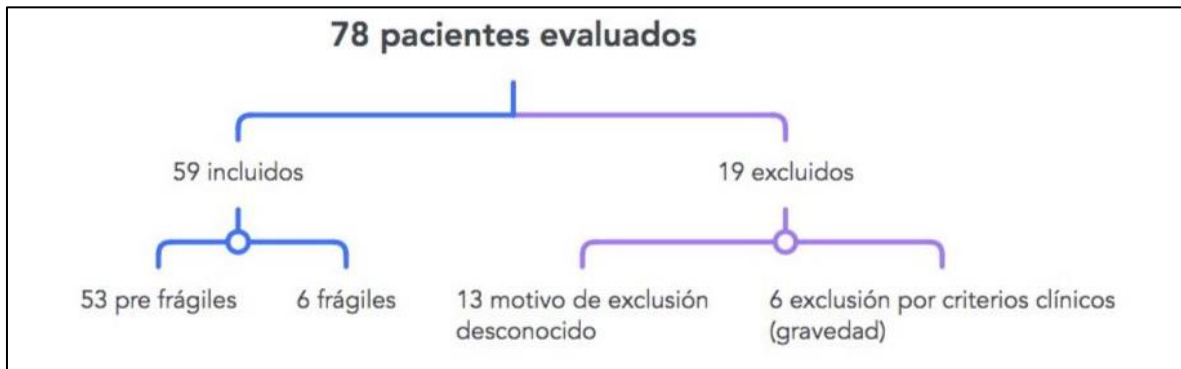 78 pacientes evaluados
59 incluidos
19 excluidos
53 pre frágiles
6 frágiles
13 motivo de exclusión
desconocido
6 exclusión por criterios clínicos
(gravedad)